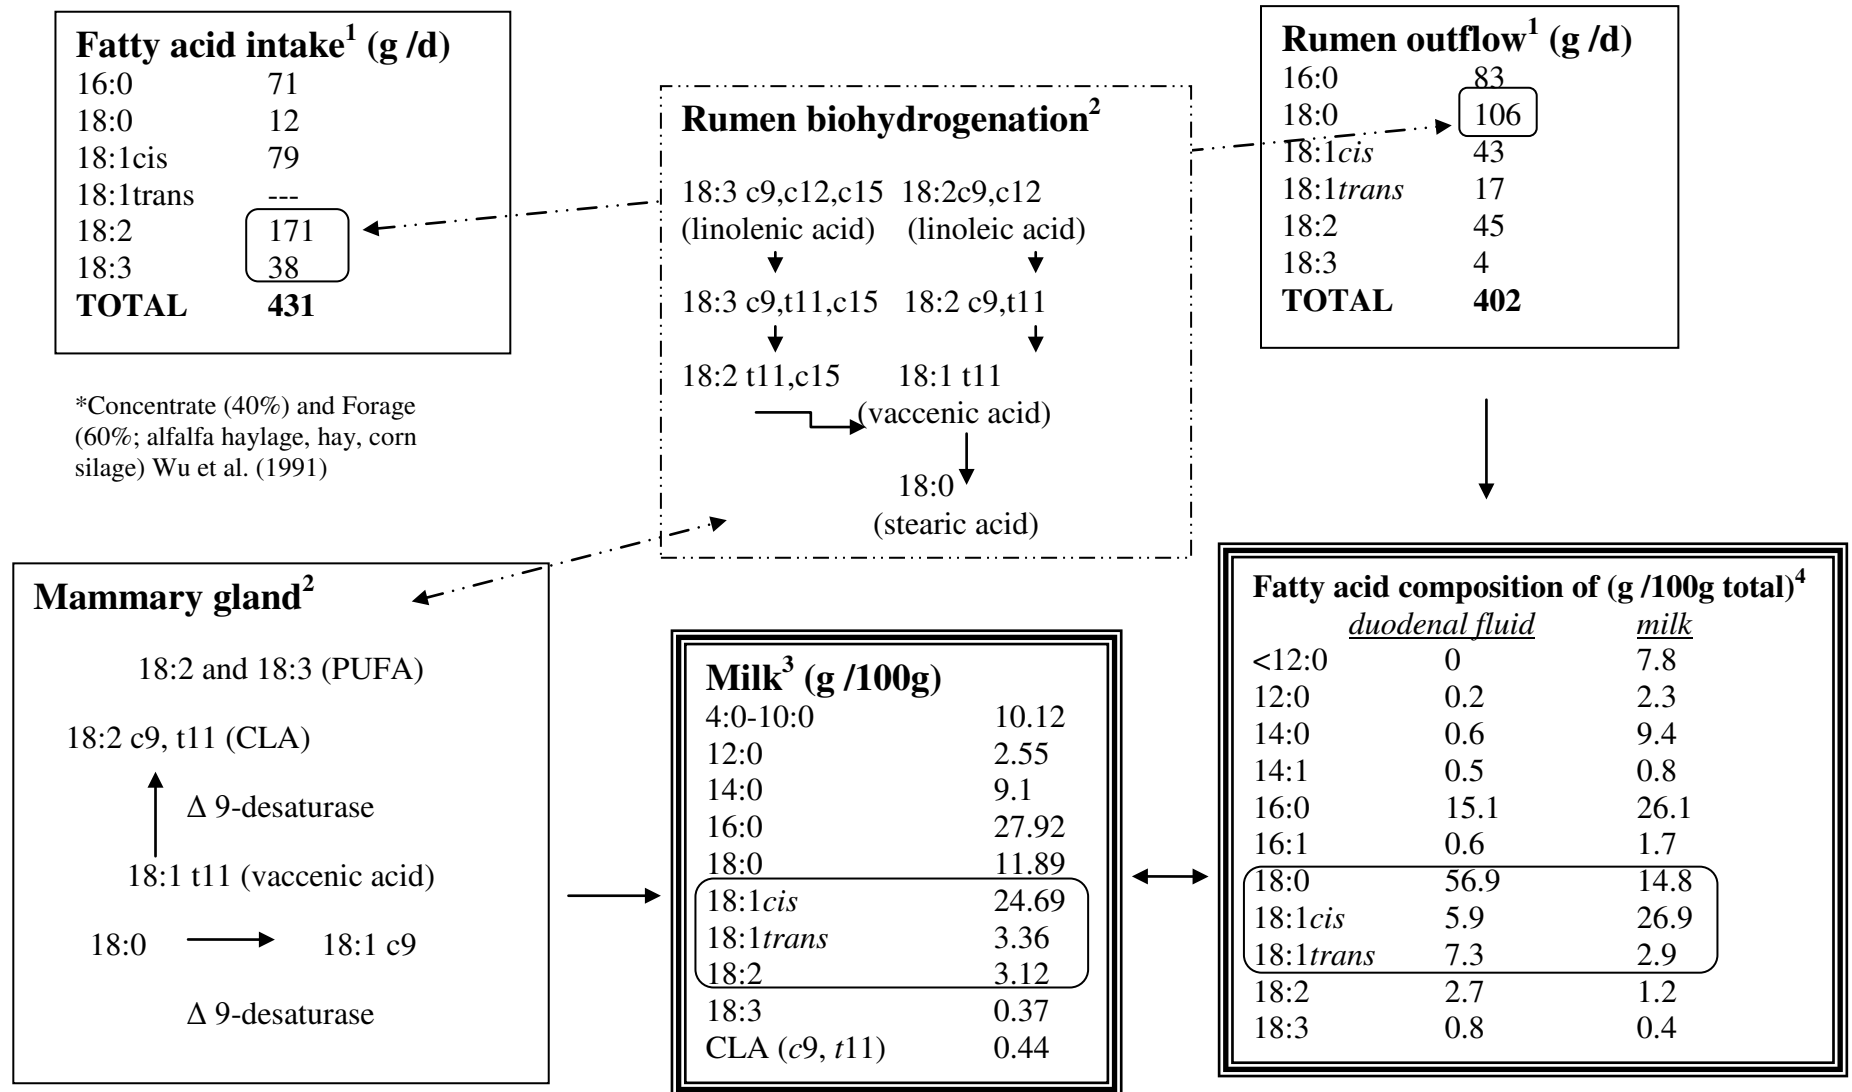 Fatty acid intake¹ (g /d)
16:0 71
18:0 12
18:1cis 79
18:1trans ---
18:2 171
18:3 38
TOTAL 431
*Concentrate (40%) and Forage
(60%; alfalfa haylage, hay, corn
silage) Wu et al. (1991)
Rumen biohydrogenation²
18:3 c9,c12,c15 18:2c9,c12
(linolenic acid) (linoleic acid)
18:3 c9,t11,c15 18:2 c9,t11
18:2 t11,c15 18:1 t11
(vaccenic acid)
18:0
(stearic acid)
Rumen outflow¹ (g /d)
16:0 83
18:0 106
18:1cis 43
18:1trans 17
18:2 45
18:3 4
TOTAL 402
Mammary gland²
18:2 and 18:3 (PUFA)
18:2 c9, t11 (CLA)
Δ 9-desaturase
18:1 t11 (vaccenic acid)
18:0 18:1 c9
Δ 9-desaturase
Milk³ (g /100g)
4:0-10:0 10.12
12:0 2.55
14:0 9.1
16:0 27.92
18:0 11.89
18:1cis 24.69
18:1trans 3.36
18:2 3.12
18:3 0.37
CLA (c9, t11) 0.44
Fatty acid composition of (g /100g total)⁴
duodenal fluid milk
<12:0 0 7.8
12:0 0.2 2.3
14:0 0.6 9.4
14:1 0.5 0.8
16:0 15.1 26.1
16:1 0.6 1.7
18:0 56.9 14.8
18:1cis 5.9 26.9
18:1trans 7.3 2.9
18:2 2.7 1.2
18:3 0.8 0.4